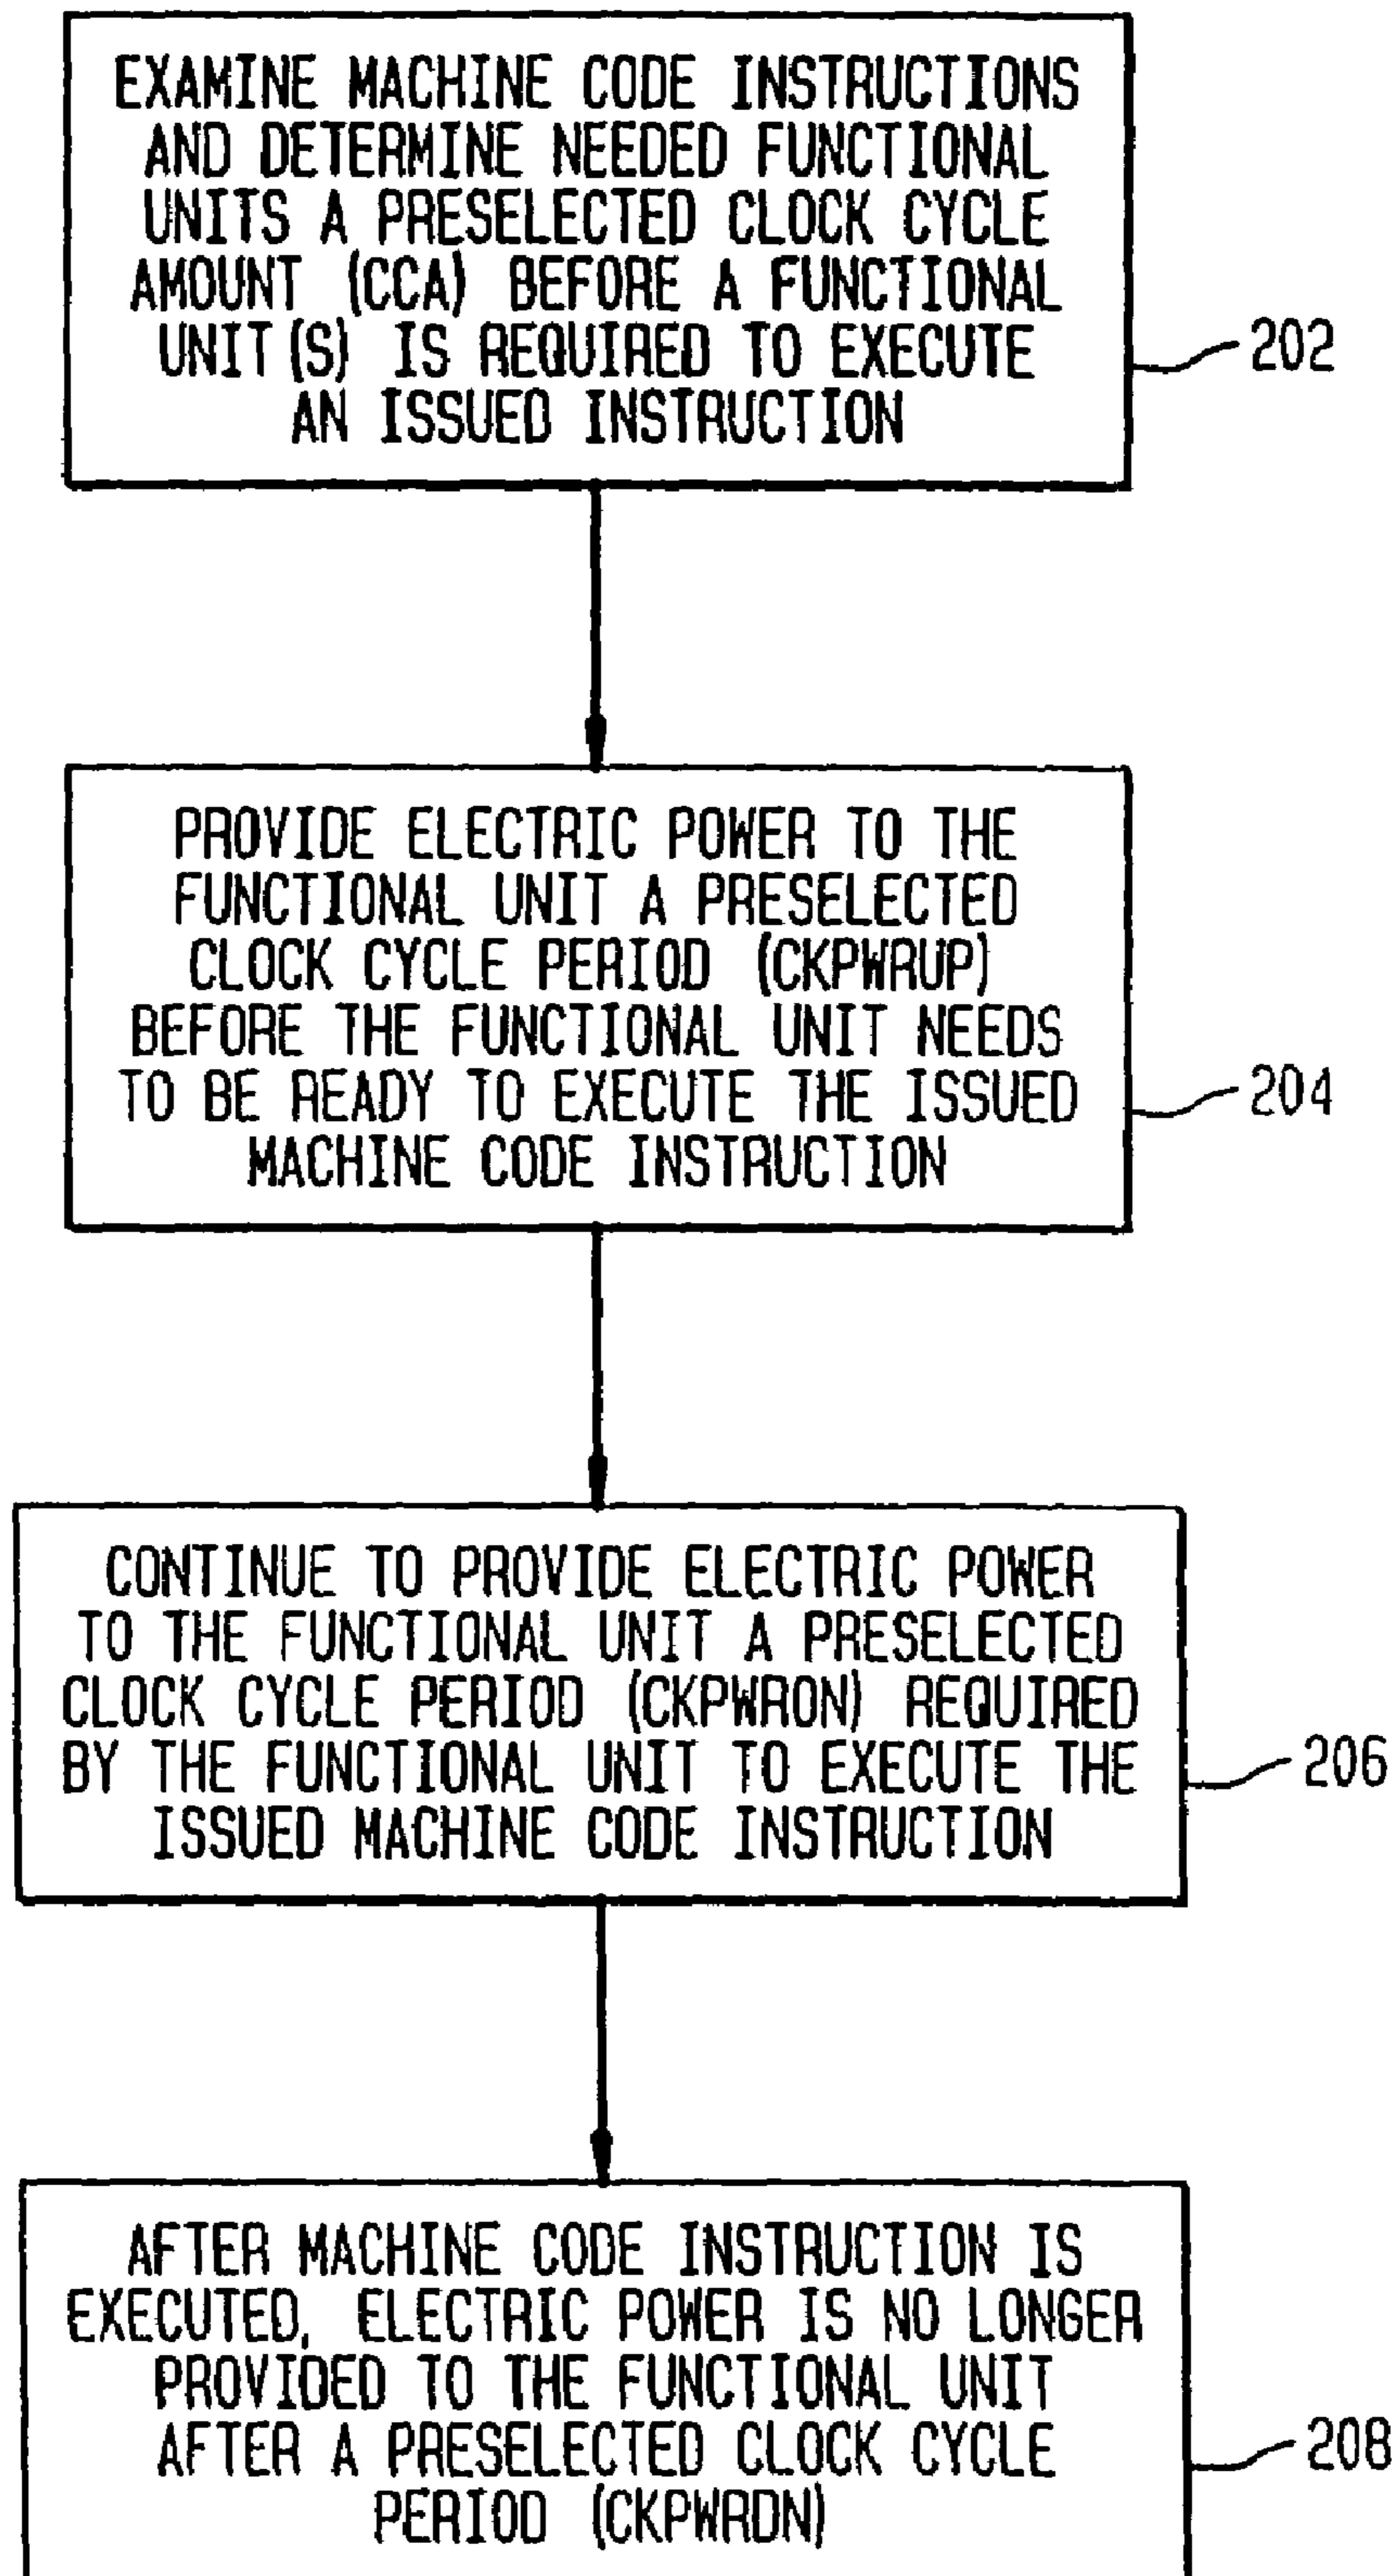 EXAMINE MACHINE CODE INSTRUCTIONS
AND DETERMINE NEEDED FUNCTIONAL
UNITS A PRESELECTED CLOCK CYCLE
AMOUNT (CCA) BEFORE A FUNCTIONAL
UNIT(S) IS REQUIRED TO EXECUTE
AN ISSUED INSTRUCTION
202
PROVIDE ELECTRIC POWER TO THE
FUNCTIONAL UNIT A PRESELECTED
CLOCK CYCLE PERIOD (CKPWRUP)
BEFORE THE FUNCTIONAL UNIT NEEDS
TO BE READY TO EXECUTE THE ISSUED
MACHINE CODE INSTRUCTION
204
CONTINUE TO PROVIDE ELECTRIC POWER
TO THE FUNCTIONAL UNIT A PRESELECTED
CLOCK CYCLE PERIOD (CKPWRON) REQUIRED
BY THE FUNCTIONAL UNIT TO EXECUTE THE
ISSUED MACHINE CODE INSTRUCTION
206
AFTER MACHINE CODE INSTRUCTION IS
EXECUTED, ELECTRIC POWER IS NO LONGER
PROVIDED TO THE FUNCTIONAL UNIT
AFTER A PRESELECTED CLOCK CYCLE
PERIOD (CKPWRDN)
208